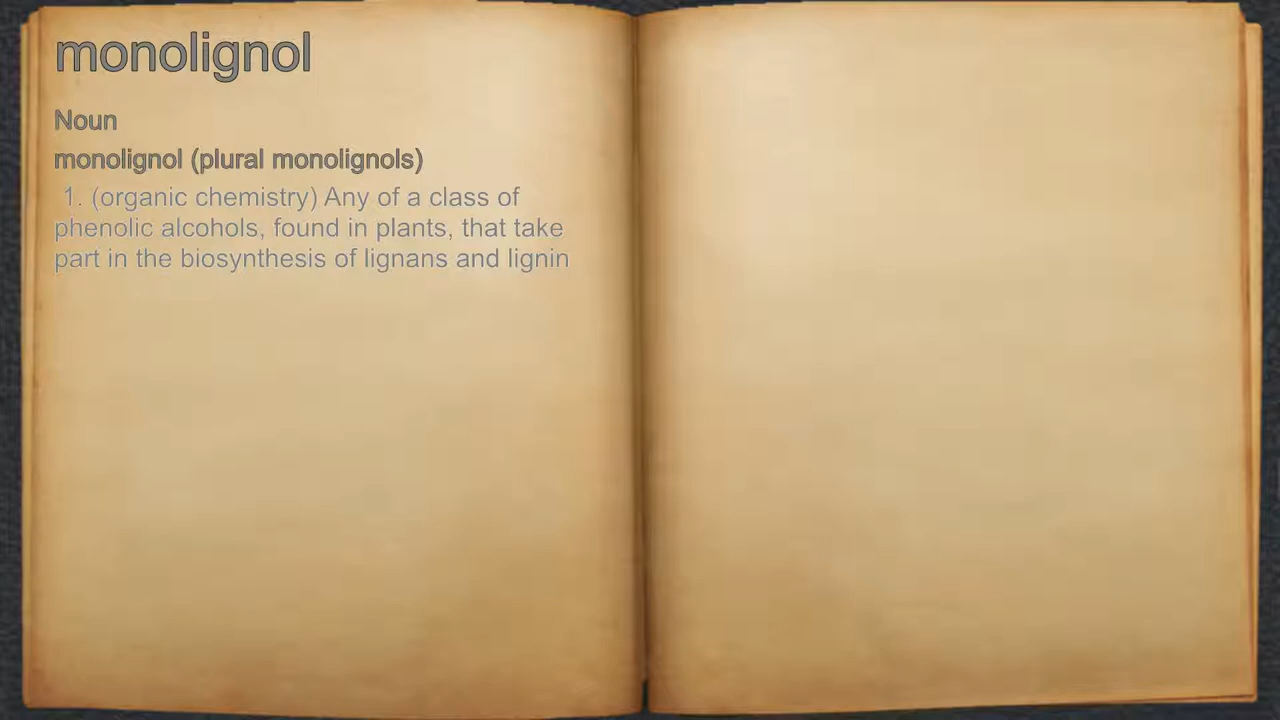 monolignol
Noun
monolignol (plural monolignols)
1. (organic chemistry) Any of a class of
phenolic alcohols, found in plants, that take
part in the biosynthesis of lignans and lignin